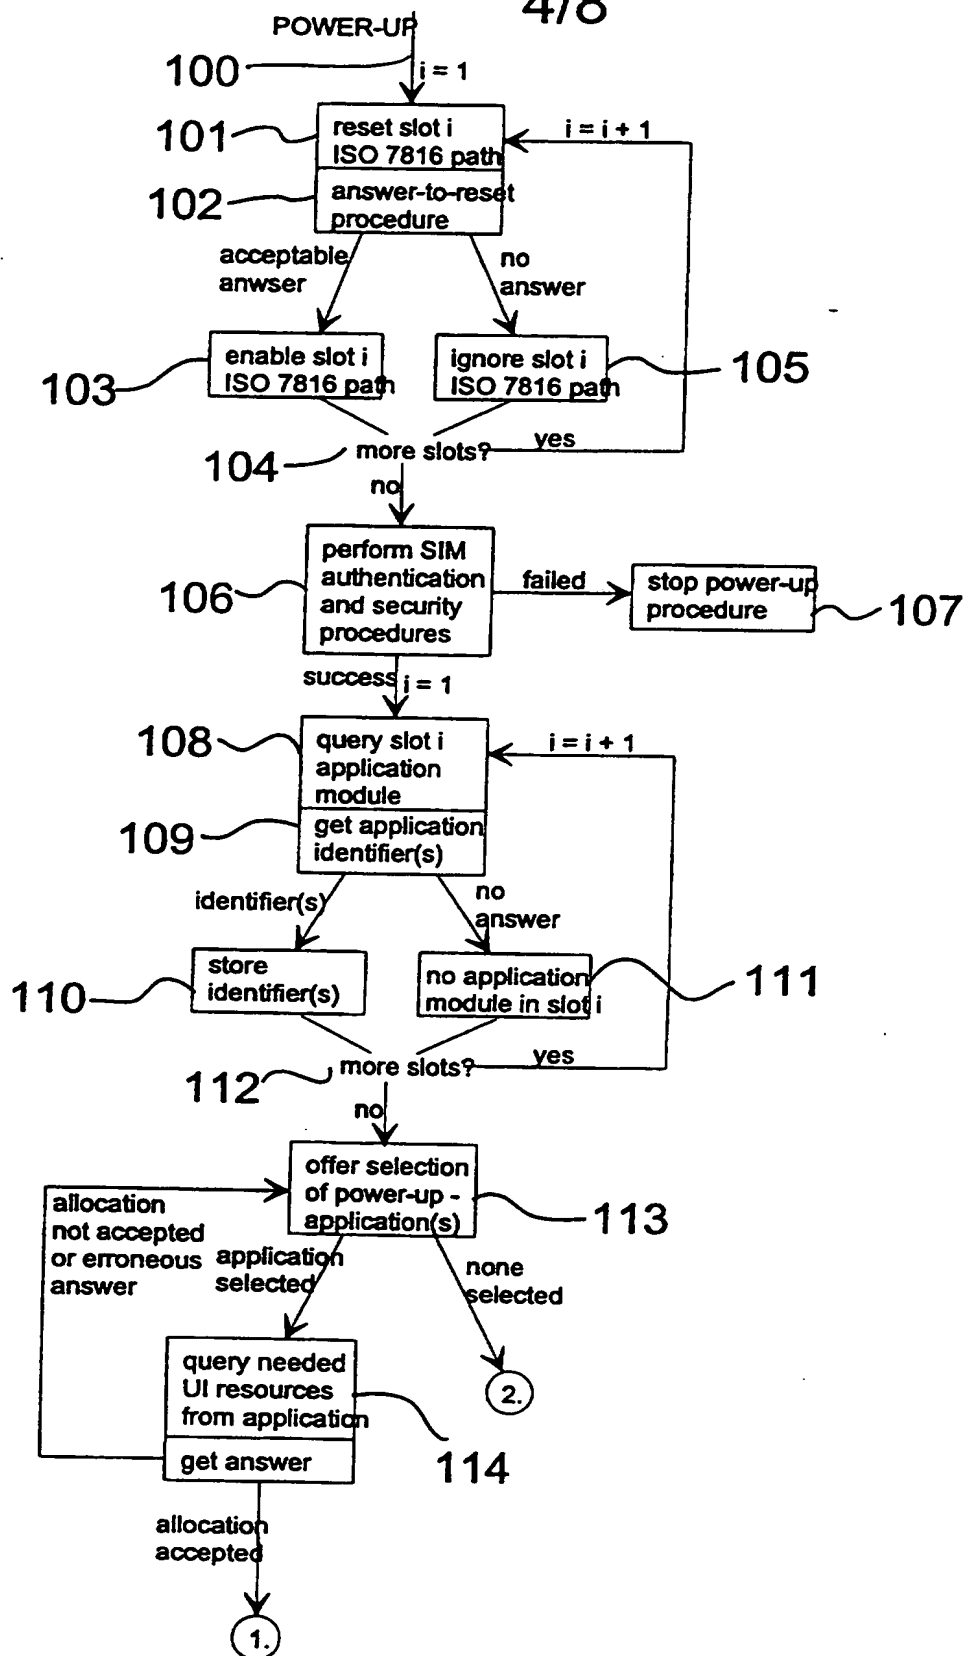 4/8
POWER-UP
100
i = 1
101
reset slot i
ISO 7816 path
i = i + 1
102
answer-to-reset
procedure
acceptable
anwser
no
answer
103
enable slot i
ISO 7816 path
ignore slot i
ISO 7816 path
105
104
more slots?
yes
no
106
perform SIM
authentication
and security
procedures
failed
stop power-up
procedure
107
success
i = 1
108
query slot i
application
module
i = i + 1
109
get application
identifier(s)
identifier(s)
no
answer
110
store
identifier(s)
no application
module in slot i
111
112
more slots?
yes
no
offer selection
of power-up -
application(s)
113
allocation
not accepted
or erroneous
answer
application
selected
none
selected
query needed
UI resources
from application
2.
get answer
114
allocation
accepted
1.